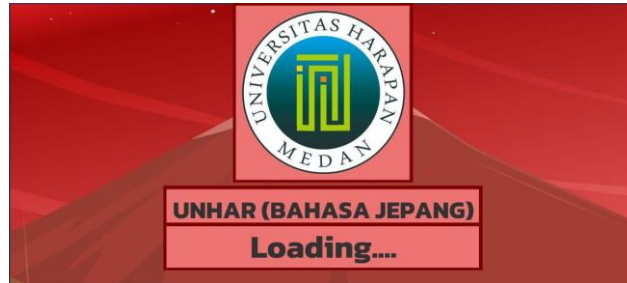 UNIVERSITAS HARAPAN
MEDAN
UNHAR (BAHASA JEPANG)
Loading....